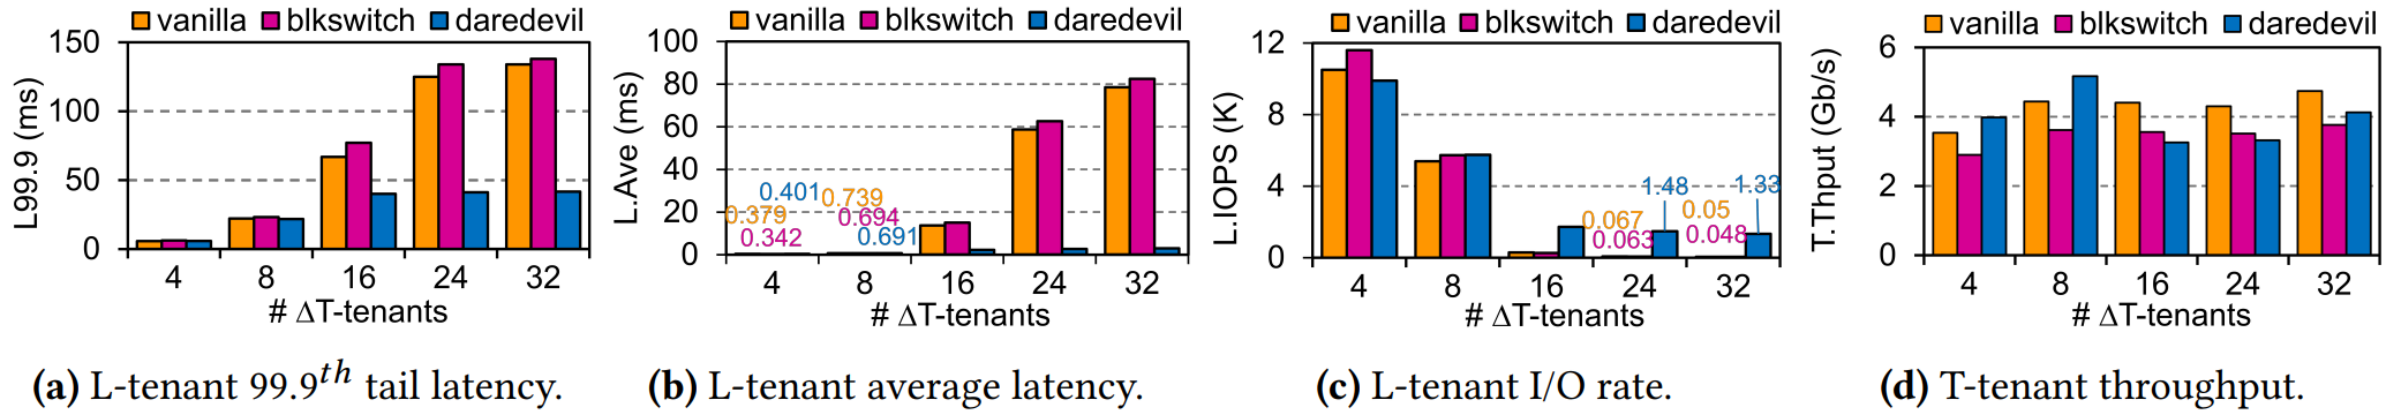 vanilla blkswitch daredevil
150
100
50
0
L99.9 (ms)
4 8 16 24 32
# ΔT-tenants
(a) L-tenant 99.9th tail latency.
vanilla blkswitch daredevil
100
80
60
40
20
0
L.Ave (ms)
0.401
0.739
0.379
0.694
0.342
0.691
4 8 16 24 32
# ΔT-tenants
(b) L-tenant average latency.
vanilla blkswitch daredevil
12
8
4
0
L.IOPS (K)
1.48
1.33
0.067
0.05
0.063
0.048
4 8 16 24 32
# ΔT-tenants
(c) L-tenant I/O rate.
vanilla blkswitch daredevil
6
4
2
0
T.Thput (Gb/s)
4 8 16 24 32
# ΔT-tenants
(d) T-tenant throughput.